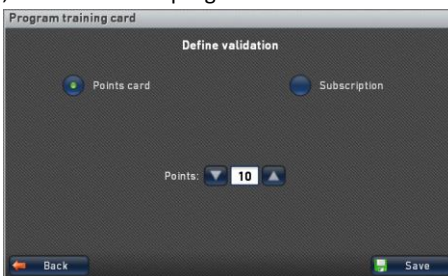 Program training card
Define validation
Points card Subscription
Points: 10
Back Save